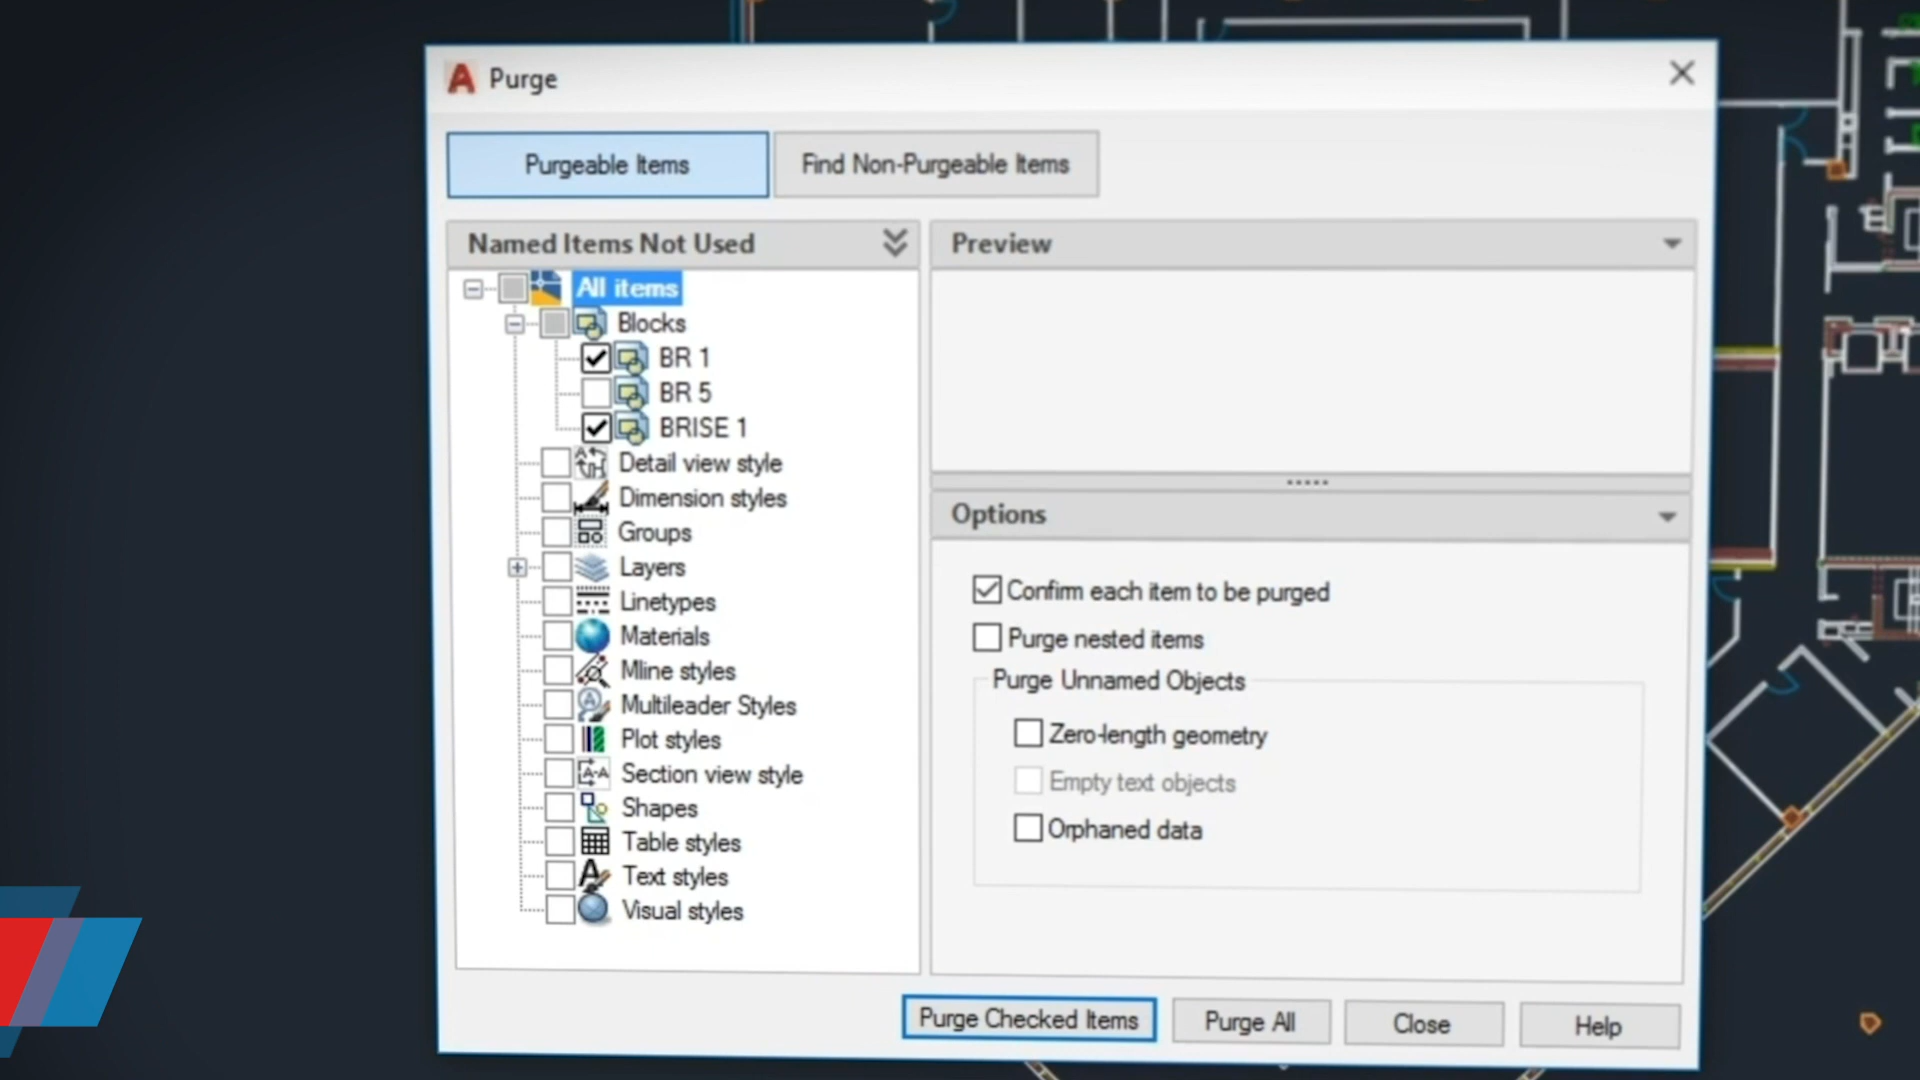 Purge
Purgeable Items
Find Non-Purgeable Items
Named Items Not Used
All items
Blocks
BR 1
BR 5
BRISE 1
Detail view style
Dimension styles
Groups
Layers
Linetypes
Materials
Mline styles
Multileader Styles
Plot styles
Section view style
Shapes
Table styles
Text styles
Visual styles
Preview
Options
Confirm each item to be purged
Purge nested items
Purge Unnamed Objects
Zero-length geometry
Empty text objects
Orphaned data
Purge Checked Items
Purge All
Close
Help